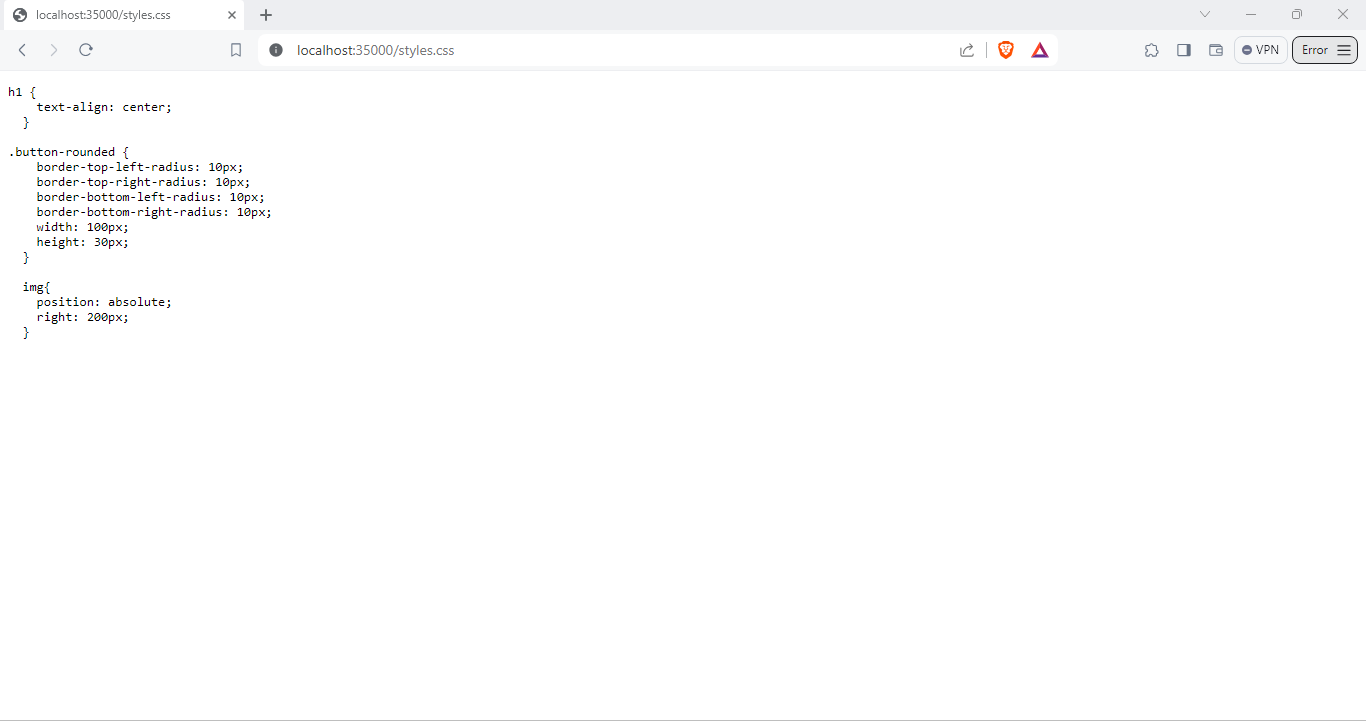 localhost:35000/styles.css
localhost:35000/styles.css
VPN
Error
h1 {
    text-align: center;
  }

.button-rounded {
    border-top-left-radius: 10px;
    border-top-right-radius: 10px;
    border-bottom-left-radius: 10px;
    border-bottom-right-radius: 10px;
    width: 100px;
    height: 30px;
  }

  img{
    position: absolute;
    right: 200px;
  }